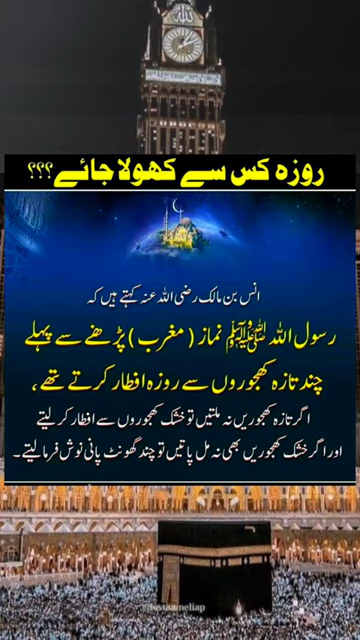 روزہ کس سے کھولا جائے ؟؟؟
انس بن مالک رضی اللہ عنہ کہتے ہیں کہ
رسول اللہ ﷺ نماز ( مغرب ) پڑھنے سے پہلے
چند تازہ کھجوروں سے روزہ افطار کرتے تھے ،
اگر تازہ کھجوریں نہ ملتیں تو خشک کھجوروں سے افطار کر لیتے
اور اگر خشک کھجوریں بھی نہ مل پاتیں تو چند گھونٹ پانی نوش فرما لیتے ۔